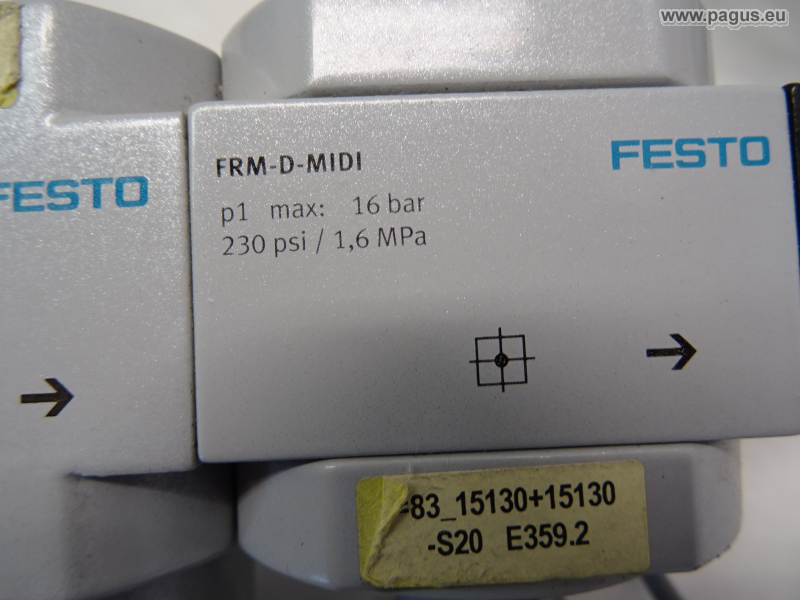 www.pagus.eu
FESTO
FRM-D-MIDI
FESTO
p1 max: 16 bar
230 psi / 1,6 MPa
=83_15130+15130
-S20 E359.2